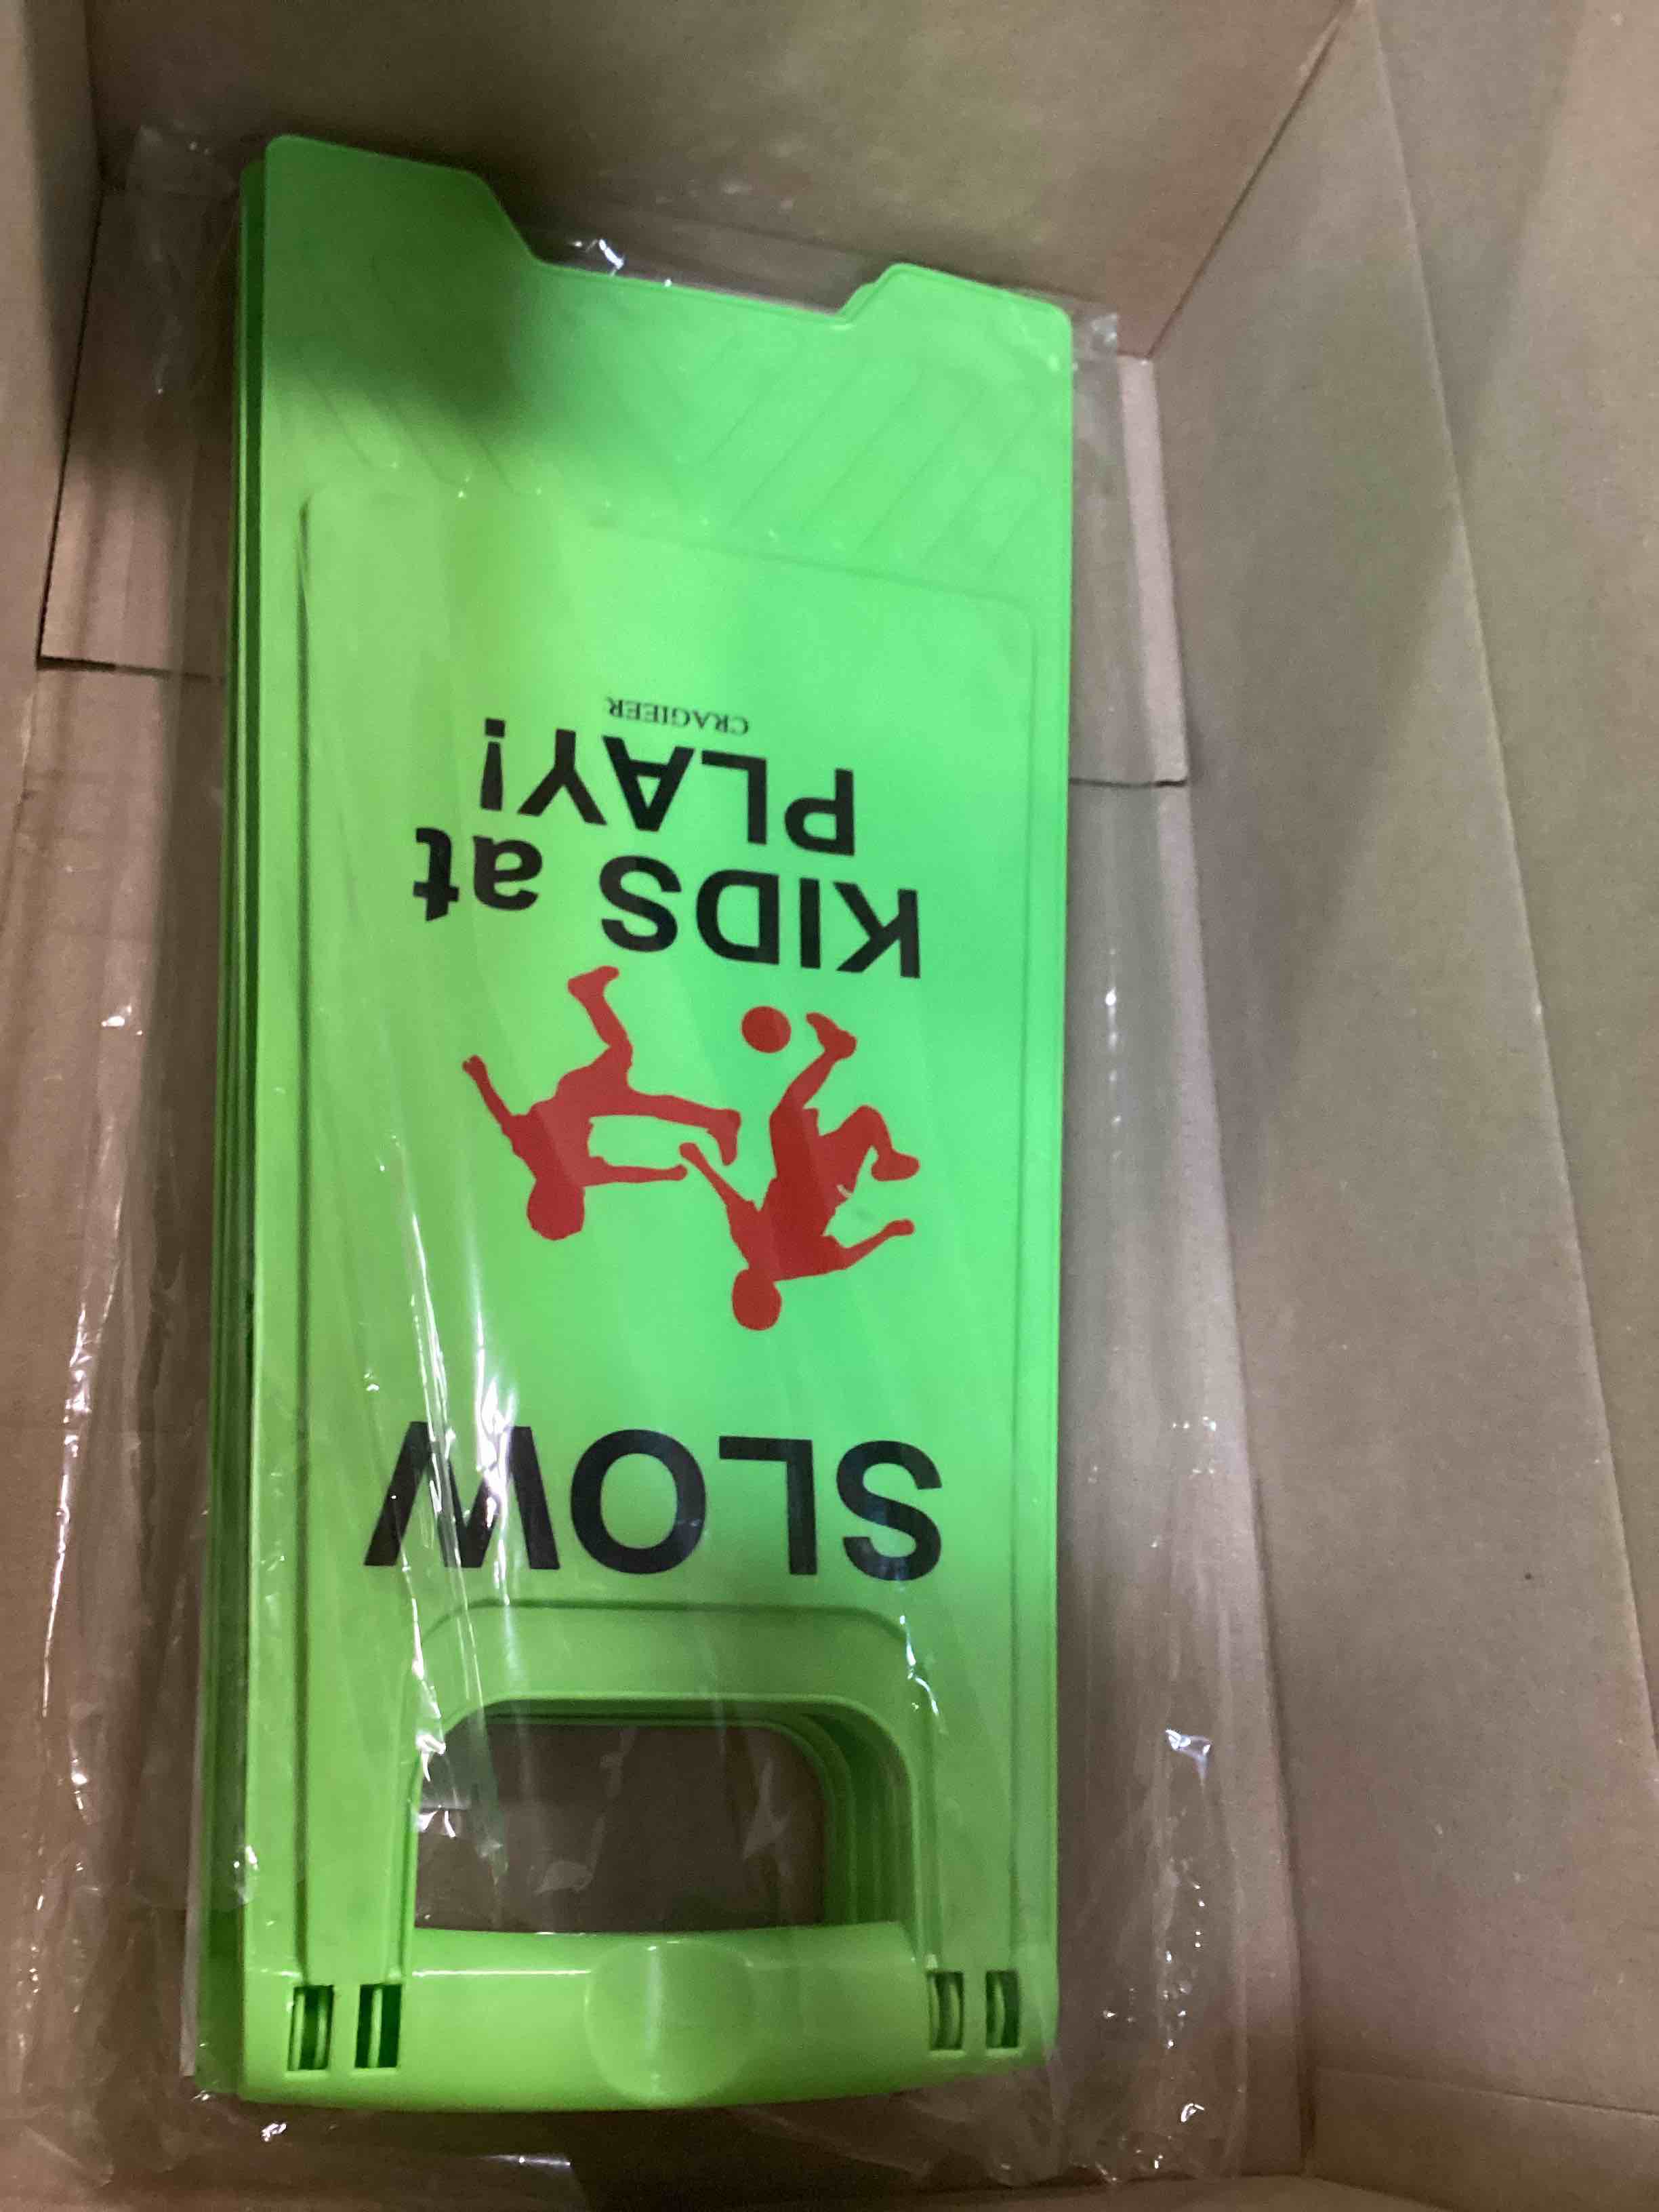 SLOW
KIDS at
PLAY!
CRAGIEER